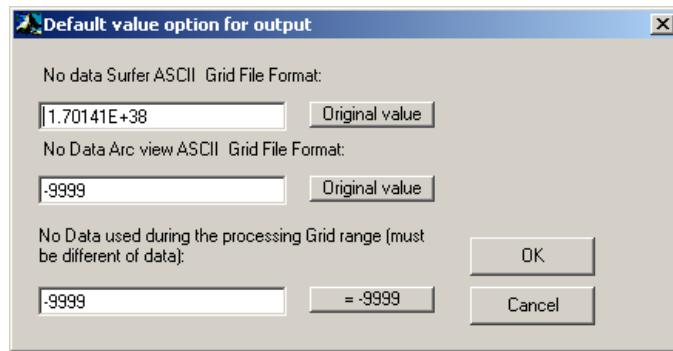 Default value option for output
No data Surfer ASCII Grid File Format:
1.70141E+38
Original value
No Data Arc view ASCII Grid File Format:
-9999
Original value
No Data used during the processing Grid range (must
be different of data):
OK
-9999
= -9999
Cancel